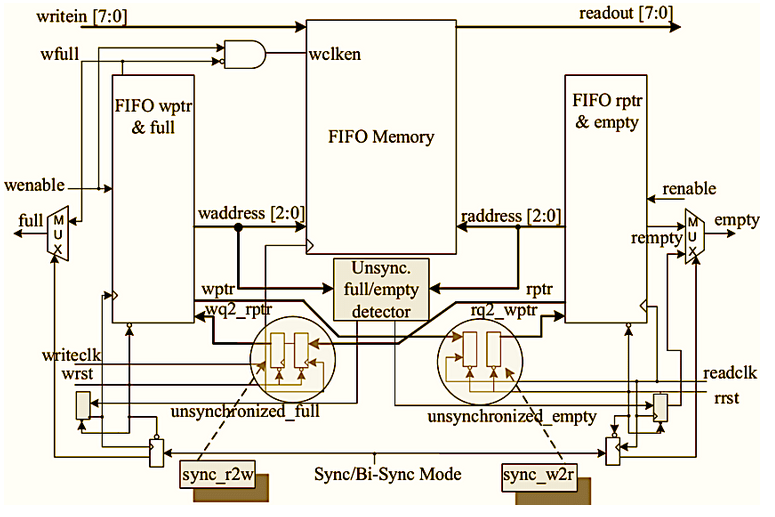 writein [7:0]
readout [7:0]
wfull
wclken
FIFO wptr
& full
FIFO Memory
FIFO rptr
& empty
wenable
renable
full
MUX
waddress [2:0]
raddress [2:0]
rempty
MUX
empty
Unsync.
full/empty
detector
wptr
rptr
wq2_rptr
rq2_wptr
writeclk
wrst
readclk
rrst
unsynchronized_full
unsynchronized_empty
sync_r2w
Sync/Bi-Sync Mode
sync_w2r